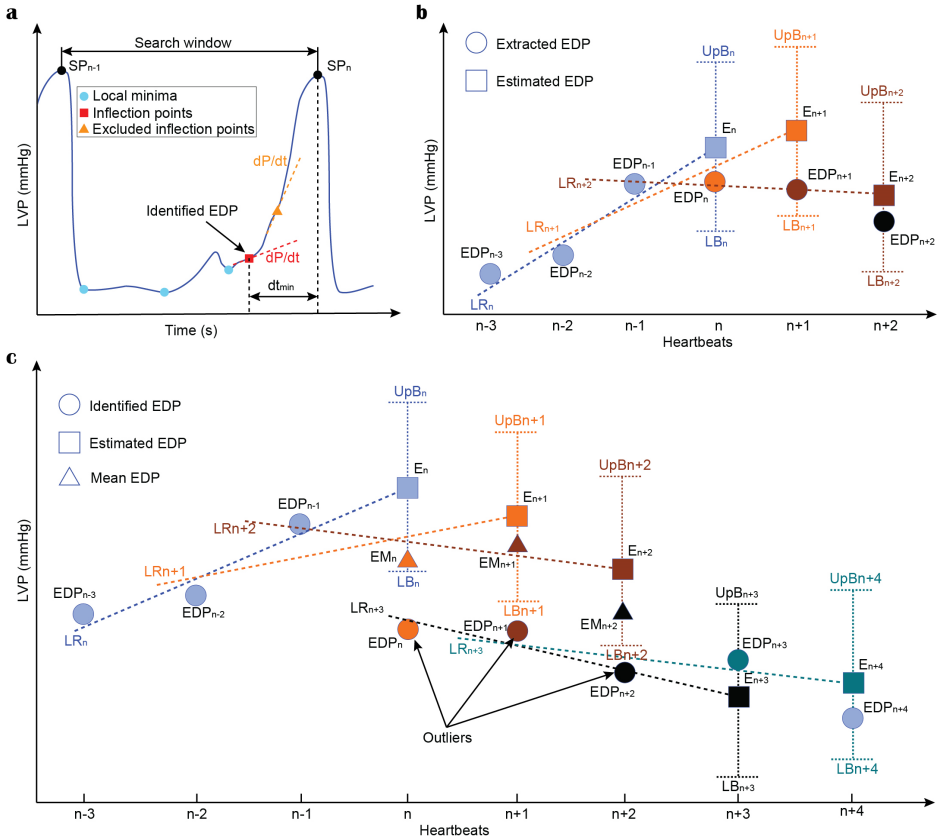 a
Search window
SPn-1
SPn
Local minima
Inflection points
Excluded inflection points
dP/dt
Identified EDP
dP/dt
dtmin
LVP (mmHg)
Time (s)
b
Extracted EDP
Estimated EDP
UpBn
UpBn+1
UpBn+2
En
En+1
En+2
EDPn-1
LRn+2
EDPn
EDPn+1
LRn+1
EDPn-3
EDPn-2
LBn
LBn+1
EDPn+2
LBn+2
LRn
LVP (mmHg)
n-3 n-2 n-1 n n+1 n+2
Heartbeats
c
Identified EDP
Estimated EDP
Mean EDP
UpBn
UpBn+1
UpBn+2
En
En+1
EDPn-1
LRn+2
En+2
EMn
EMn+1
LRn+1
LBn
UpBn+3
UpBn+4
EDPn-3
EDPn-2
LRn+3
LBn+1
EMn+2
EDPn
EDPn+1
LRn
LRn+3
LBn+2
EDPn+3
En+3
En+4
EDPn+2
EDPn+4
Outliers
LBn+3
LBn+4
LVP (mmHg)
n-3 n-2 n-1 n n+1 n+2 n+3 n+4
Heartbeats